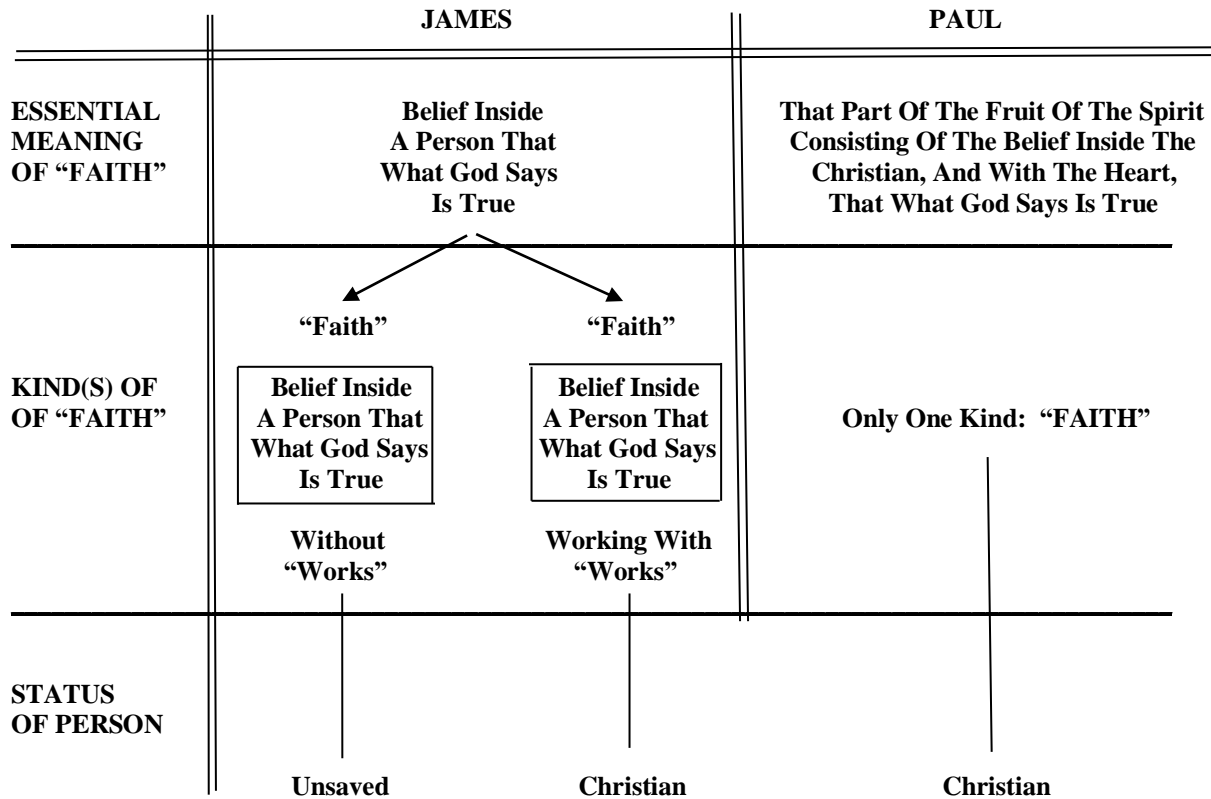 JAMES PAUL
ESSENTIAL
MEANING
OF “FAITH”
Belief Inside
A Person That
What God Says
Is True
That Part Of The Fruit Of The Spirit
Consisting Of The Belief Inside The
Christian, And With The Heart,
That What God Says Is True
KIND(S) OF
OF “FAITH”
“Faith”
Belief Inside
A Person That
What God Says
Is True
Without
“Works”
“Faith”
Belief Inside
A Person That
What God Says
Is True
Working With
“Works”
Only One Kind: “FAITH”
STATUS
OF PERSON
Unsaved
Christian
Christian